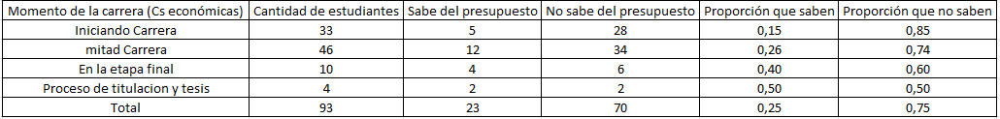 Momento de la carrera (Cs económicas) Cantidad de estudiantes Sabe del presupuesto No sabe del presupuesto Proporción que saben Proporción que no saben
Iniciando Carrera 33 5 28 0,15 0,85
mitad Carrera 46 12 34 0,26 0,74
En la etapa final 10 4 6 0,40 0,60
Proceso de titulacion y tesis 4 2 2 0,50 0,50
Total 93 23 70 0,25 0,75